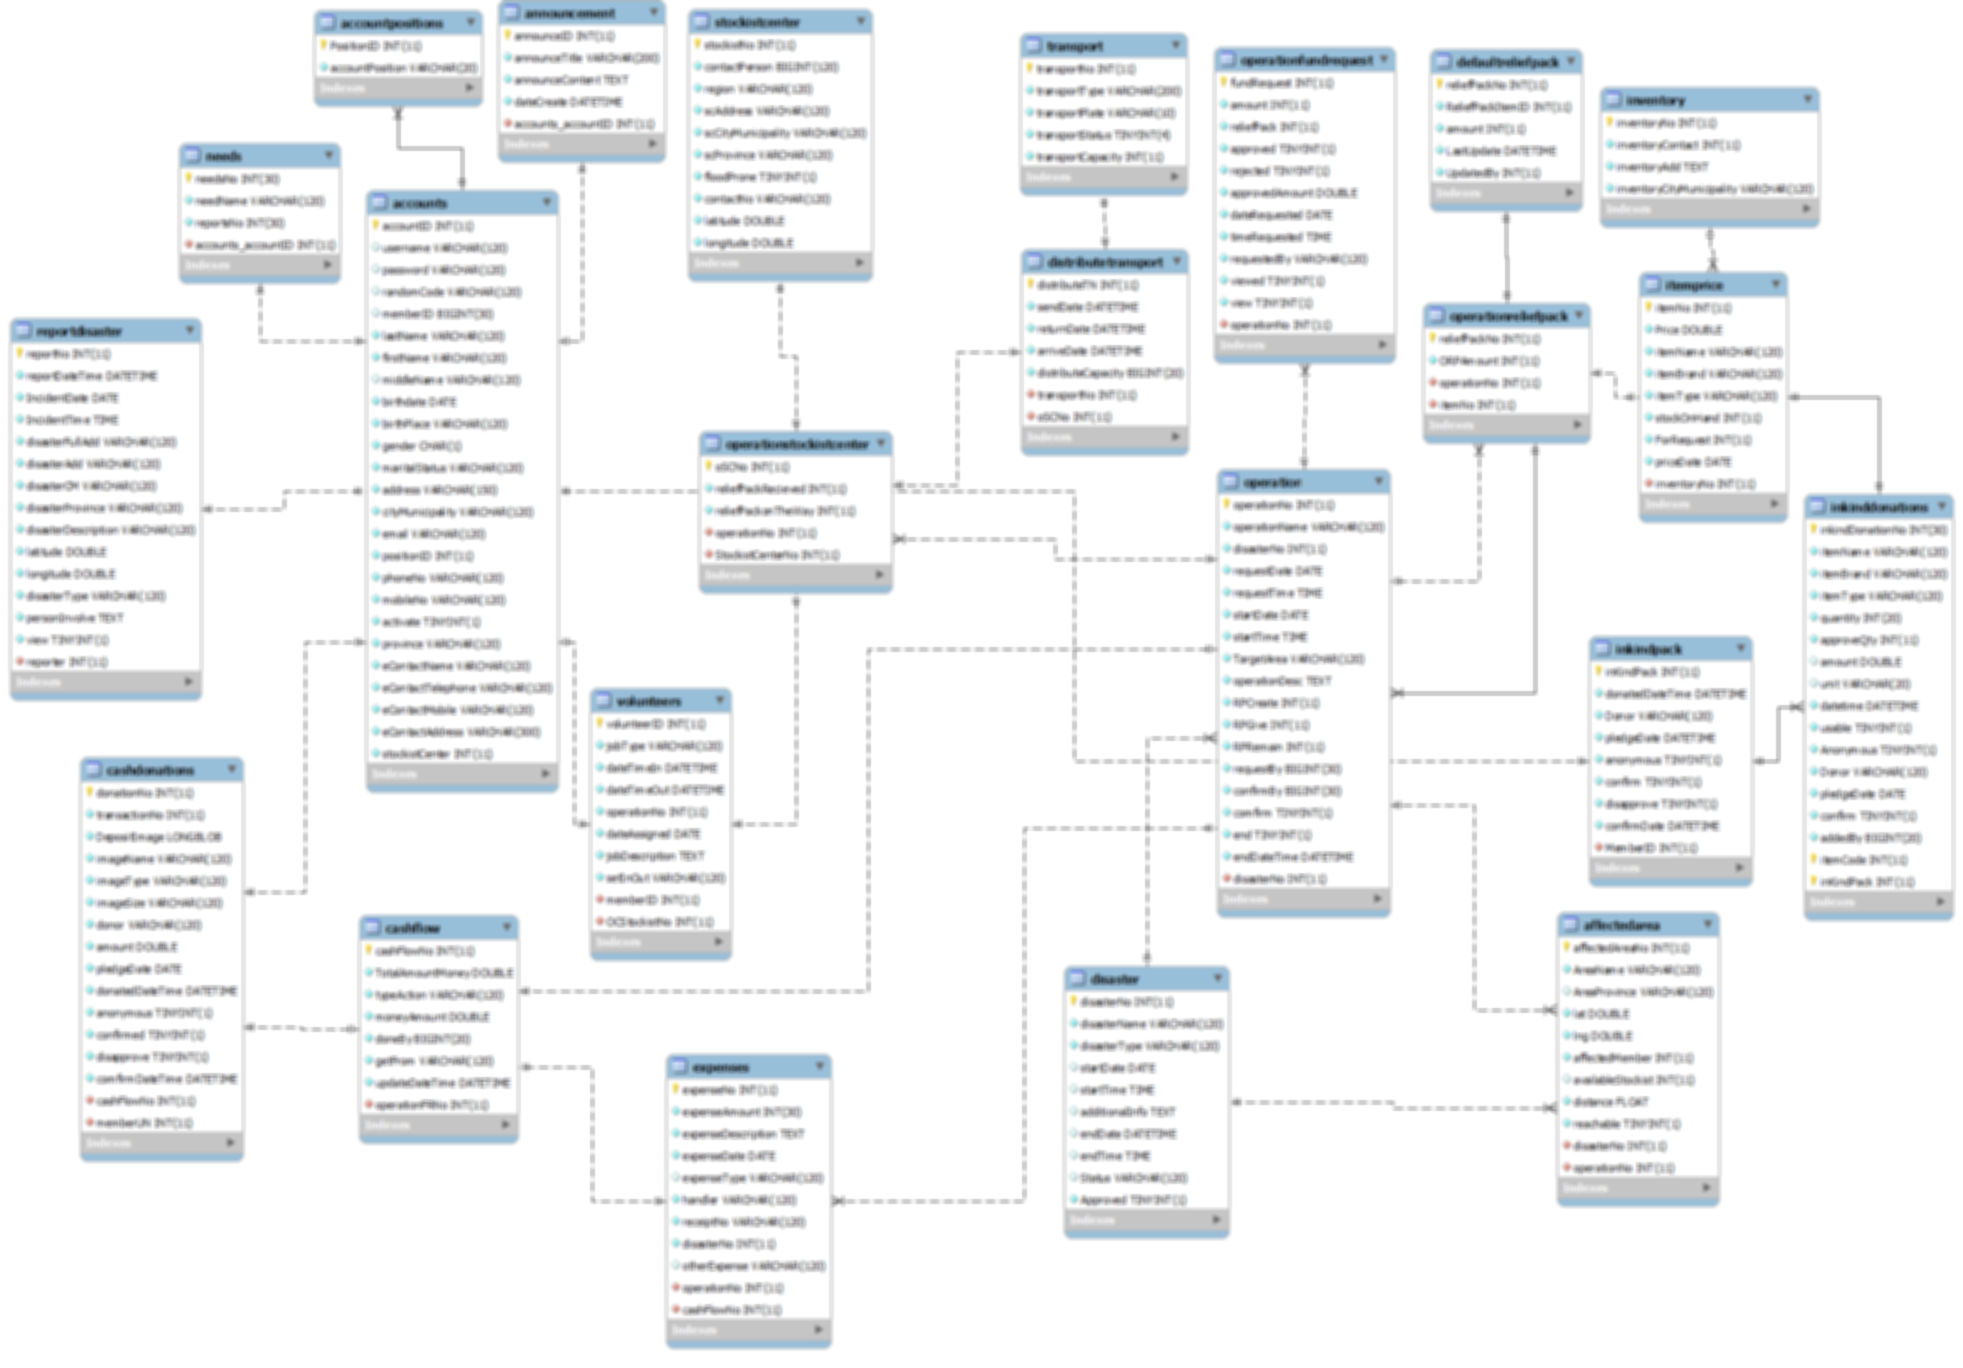 accountpositions
PositionID INT(11)
accountPosition VARCHAR(20)
Indexes
announcement
announceID INT(11)
announceTitle VARCHAR(200)
announceContent TEXT
dateCreate DATETIME
accounts_accountID INT(11)
Indexes
stockistcenter
stockistNo INT(11)
contactPerson BIGINT(120)
region VARCHAR(120)
scAddress VARCHAR(120)
scCityMunicipality VARCHAR(120)
scProvince VARCHAR(120)
floodProne TINYINT(1)
contactNo VARCHAR(120)
latitude DOUBLE
longitude DOUBLE
Indexes
transport
transportNo INT(11)
transportType VARCHAR(200)
transportPlate VARCHAR(10)
transportStatus TINYINT(4)
transportCapacity INT(11)
Indexes
operationfundrequest
fundRequest INT(11)
amount INT(11)
reliefPack INT(11)
approved TINYINT(1)
rejected TINYINT(1)
approvedAmount DOUBLE
dateRequested DATE
timeRequested TIME
requestedBy VARCHAR(120)
viewed TINYINT(1)
view TINYINT(1)
operationNo INT(11)
Indexes
defaultreliefpack
reliefPackNo INT(11)
ReliefPackItemID INT(11)
amount INT(11)
LastUpdate DATETIME
UpdatedBy INT(11)
Indexes
inventory
inventoryNo INT(11)
inventoryContact INT(11)
inventoryAdd TEXT
inventoryCityMunicipality VARCHAR(120)
Indexes
needs
needsNo INT(30)
needName VARCHAR(120)
reportsNo INT(30)
accounts_accountID INT(11)
Indexes
accounts
accountID INT(11)
username VARCHAR(120)
password VARCHAR(120)
randomCode VARCHAR(120)
memberID BIGINT(30)
lastName VARCHAR(120)
firstName VARCHAR(120)
middleName VARCHAR(120)
birthdate DATE
birthPlace VARCHAR(120)
gender CHAR(1)
maritalStatus VARCHAR(120)
address VARCHAR(150)
cityMunicipality VARCHAR(120)
email VARCHAR(120)
positionID INT(11)
phoneNo VARCHAR(120)
mobileNo VARCHAR(120)
activate TINYINT(1)
province VARCHAR(120)
eContactName VARCHAR(120)
eContactTelephone VARCHAR(120)
eContactMobile VARCHAR(120)
eContactAddress VARCHAR(300)
stockistCenter INT(11)
Indexes
distributetransport
distributeTN INT(11)
sendDate DATETIME
returnDate DATETIME
arriveDate DATETIME
distributeCapacity BIGINT(20)
transportNo INT(11)
oSCNo INT(11)
Indexes
operationreliefpack
reliefPackNo INT(11)
ORPAmount INT(11)
operationNo INT(11)
itemNo INT(11)
Indexes
itemprice
itemNo INT(11)
Price DOUBLE
itemName VARCHAR(120)
itemBrand VARCHAR(120)
itemType VARCHAR(120)
stockOnHand INT(11)
ForRequest INT(11)
priceDate DATE
inventoryNo INT(11)
Indexes
reportdisaster
reportNo INT(11)
reportDateTime DATETIME
IncidentDate DATE
IncidentTime TIME
disasterFullAdd VARCHAR(120)
disasterAdd VARCHAR(120)
disasterCM VARCHAR(120)
disasterProvince VARCHAR(120)
disasterDescription VARCHAR(120)
latitude DOUBLE
longitude DOUBLE
disasterType VARCHAR(120)
personInvolve TEXT
view TINYINT(1)
reporter INT(11)
Indexes
operationstockistcenter
oSCNo INT(11)
reliefPackRecieved INT(11)
reliefPackonTheWay INT(11)
operationNo INT(11)
StockistCenterNo INT(11)
Indexes
operation
operationNo INT(11)
operationName VARCHAR(120)
disasterNo INT(11)
requestDate DATE
requestTime TIME
startDate DATE
startTime TIME
TargetArea VARCHAR(120)
operationDesc TEXT
RPCreate INT(11)
RPGive INT(11)
RPRemain INT(11)
requestBy BIGINT(30)
confirmBy BIGINT(30)
confirm TINYINT(1)
end TINYINT(1)
endDateTime DATETIME
disasterNo INT(11)
Indexes
inkinddonations
inkindDonationNo INT(30)
itemName VARCHAR(120)
itemBrand VARCHAR(120)
itemType VARCHAR(120)
quantity INT(20)
approveQty INT(11)
amount DOUBLE
unit VARCHAR(20)
datetime DATETIME
usable TINYINT(1)
Anonymous TINYINT(1)
Donor VARCHAR(120)
pledgeDate DATE
confirm TINYINT(1)
addedBy BIGINT(20)
itemCode INT(11)
inKindPack INT(11)
Indexes
inkindpack
inKindPack INT(11)
donatedDateTime DATETIME
Donor VARCHAR(120)
pledgeDate DATETIME
anonymous TINYINT(1)
confirm TINYINT(1)
disapprove TINYINT(1)
confirmDate DATETIME
MemberID INT(11)
Indexes
volunteers
volunteerID INT(11)
jobType VARCHAR(120)
dateTimeIn DATETIME
dateTimeOut DATETIME
operationNo INT(11)
dateAssigned DATE
jobDescription TEXT
setInOut VARCHAR(120)
memberID INT(11)
OCStockistNo INT(11)
Indexes
cashdonations
donationNo INT(11)
transactionNo INT(11)
DepositImage LONGBLOB
imageName VARCHAR(120)
imageType VARCHAR(120)
imageSize VARCHAR(120)
donor VARCHAR(120)
amount DOUBLE
pledgeDate DATE
donatedDateTime DATETIME
anonymous TINYINT(1)
confirmed TINYINT(1)
disapprove TINYINT(1)
confirmDateTime DATETIME
cashFlowNo INT(11)
memberUN INT(11)
Indexes
cashflow
cashFlowNo INT(11)
TotalAmountMoney DOUBLE
typeAction VARCHAR(120)
moneyAmount DOUBLE
doneBy BIGINT(20)
getFrom VARCHAR(120)
updateDateTime DATETIME
operationFRNo INT(11)
Indexes
affectedarea
affectedAreaNo INT(11)
AreaName VARCHAR(120)
AreaProvince VARCHAR(120)
lat DOUBLE
lng DOUBLE
affectedMember INT(11)
availableStockist INT(11)
distance FLOAT
reachable TINYINT(1)
disasterNo INT(11)
operationNo INT(11)
Indexes
disaster
disasterNo INT(11)
disasterName VARCHAR(120)
disasterType VARCHAR(120)
startDate DATE
startTime TIME
additionalInfo TEXT
endDate DATETIME
endTime TIME
Status VARCHAR(120)
Approved TINYINT(1)
Indexes
expenses
expenseNo INT(11)
expenseAmount INT(30)
expenseDescription TEXT
expenseDate DATE
expenseType VARCHAR(120)
handler VARCHAR(120)
receiptNo VARCHAR(120)
disasterNo INT(11)
otherExpense VARCHAR(120)
operationNo INT(11)
cashFlowNo INT(11)
Indexes